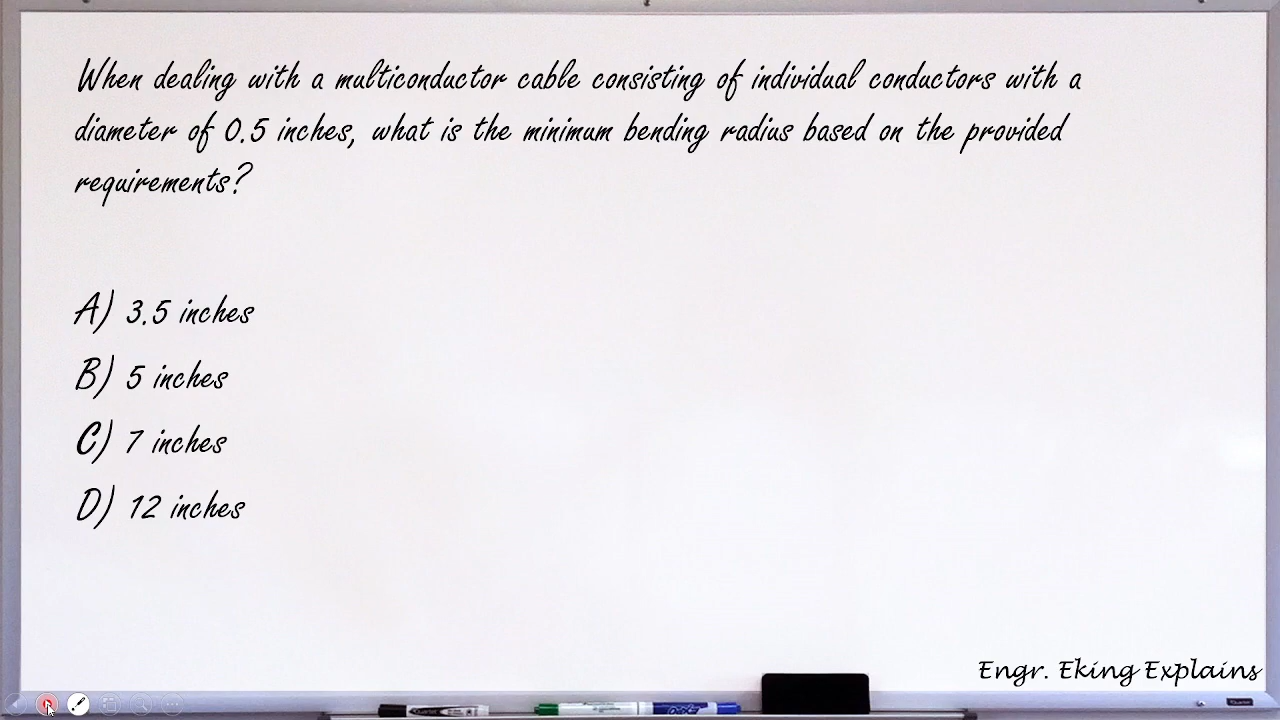 When dealing with a multiconductor cable consisting of individual conductors with a
diameter of 0.5 inches, what is the minimum bending radius based on the provided
requirements?
A) 3.5 inches
B) 5 inches
C) 7 inches
D) 12 inches
Engr. Eking Explains